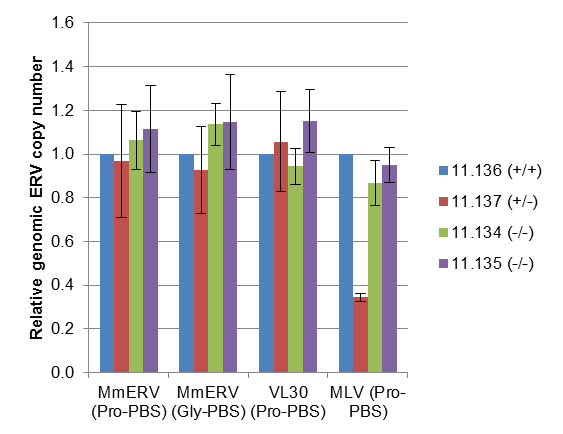 Relative genomic ERV copy number
1.6
1.4
1.2
1.0
0.8
0.6
0.4
0.2
0.0
MmERV
(Pro-PBS)
MmERV
(Gly-PBS)
VL30
(Pro-PBS)
MLV (Pro-
PBS)
11.136 (+/+)
11.137 (+/-)
11.134 (-/-)
11.135 (-/-)